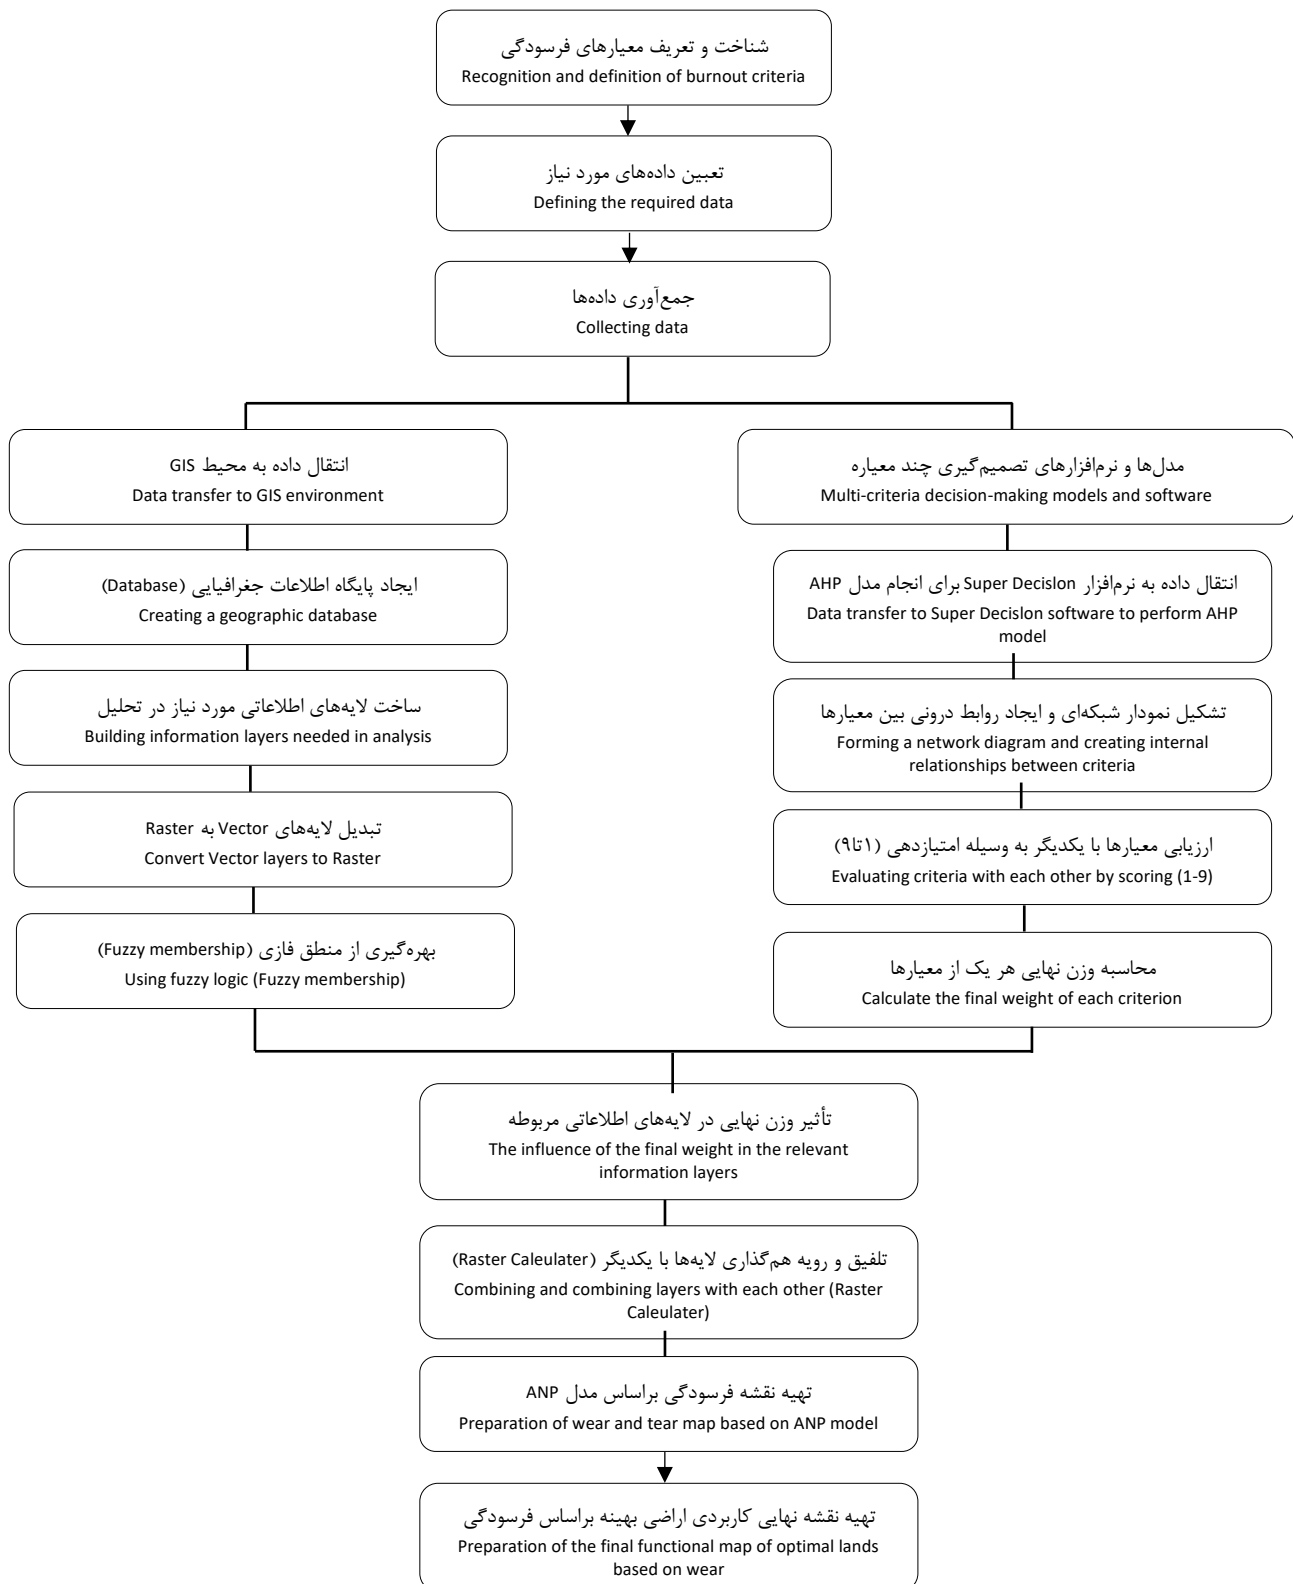 شناخت و تعریف معیارهای فرسودگی
Recognition and definition of burnout criteria
تعیین داده‌های مورد نیاز
Defining the required data
جمع‌آوری داده‌ها
Collecting data
انتقال داده به محیط GIS
Data transfer to GIS environment
ایجاد پایگاه اطلاعات جغرافیایی (Database)
Creating a geographic database
ساخت لایه‌های اطلاعاتی مورد نیاز در تحلیل
Building information layers needed in analysis
تبدیل لایه‌های Vector به Raster
Convert Vector layers to Raster
بهره‌گیری از منطق فازی (Fuzzy membership)
Using fuzzy logic (Fuzzy membership)
مدل‌ها و نرم‌افزارهای تصمیم‌گیری چند معیاره
Multi-criteria decision-making models and software
انتقال داده به نرم‌افزار Super Decislon برای انجام مدل AHP
Data transfer to Super Decislon software to perform AHP
model
تشکیل نمودار شبکه‌ای و ایجاد روابط درونی بین معیارها
Forming a network diagram and creating internal
relationships between criteria
ارزیابی معیارها با یکدیگر به وسیله امتیازدهی (۱تا۹)
Evaluating criteria with each other by scoring (1-9)
محاسبه وزن نهایی هر یک از معیارها
Calculate the final weight of each criterion
تأثیر وزن نهایی در لایه‌های اطلاعاتی مربوطه
The influence of the final weight in the relevant
information layers
تلفیق و رویه هم‌گذاری لایه‌ها با یکدیگر (Raster Caleulater)
Combining and combining layers with each other (Raster
Caleulater)
تهیه نقشه فرسودگی براساس مدل ANP
Preparation of wear and tear map based on ANP model
تهیه نقشه نهایی کاربردی اراضی بهینه براساس فرسودگی
Preparation of the final functional map of optimal lands
based on wear